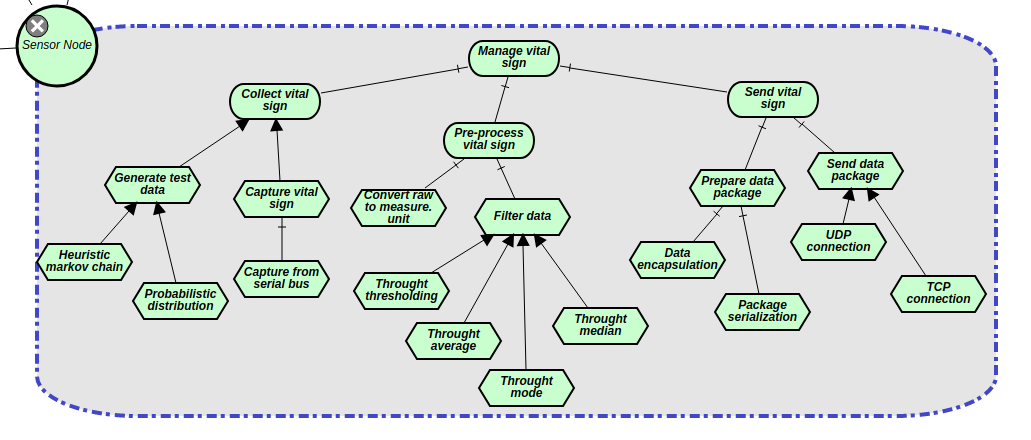 Sensor Node
Manage vital
sign
Collect vital
sign
Send vital
sign
Pre-process
vital sign
Generate test
data
Capture vital
sign
Convert raw
to measure.
unit
Filter data
Prepare data
package
Send data
package
Heuristic
markov chain
Probabilistic
distribution
Capture from
serial bus
Throught
thresholding
Throught
average
Throught
mode
Throught
median
Data
encapsulation
Package
serialization
UDP
connection
TCP
connection